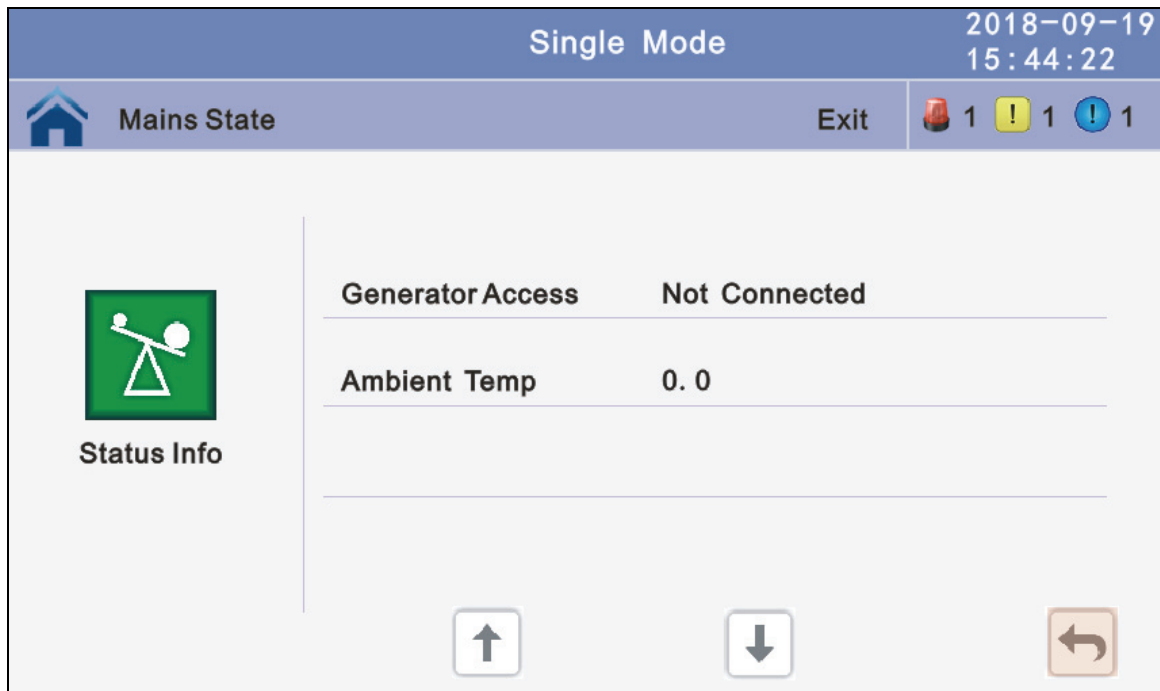 Single Mode
2018-09-19
15:44:22
Mains State Exit 1 ! 1 ! 1
Generator Access Not Connected
Ambient Temp 0. 0
Status Info